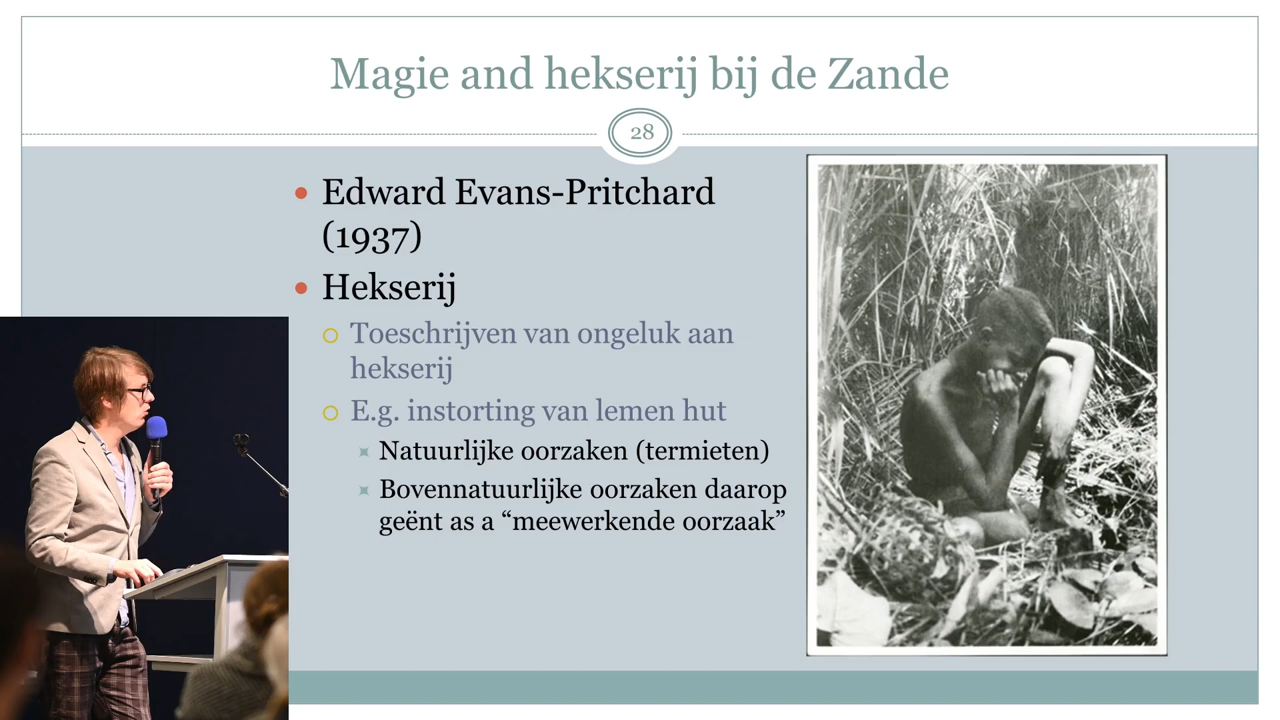 Magie and hekserij bij de Zande
28
Edward Evans-Pritchard
(1937)
Hekserij
Toeschrijven van ongeluk aan
hekserij
E.g. instorting van lemen hut
Natuurlijke oorzaken (termieten)
Bovennatuurlijke oorzaken daarop
geënt as a “meewerkende oorzaak”